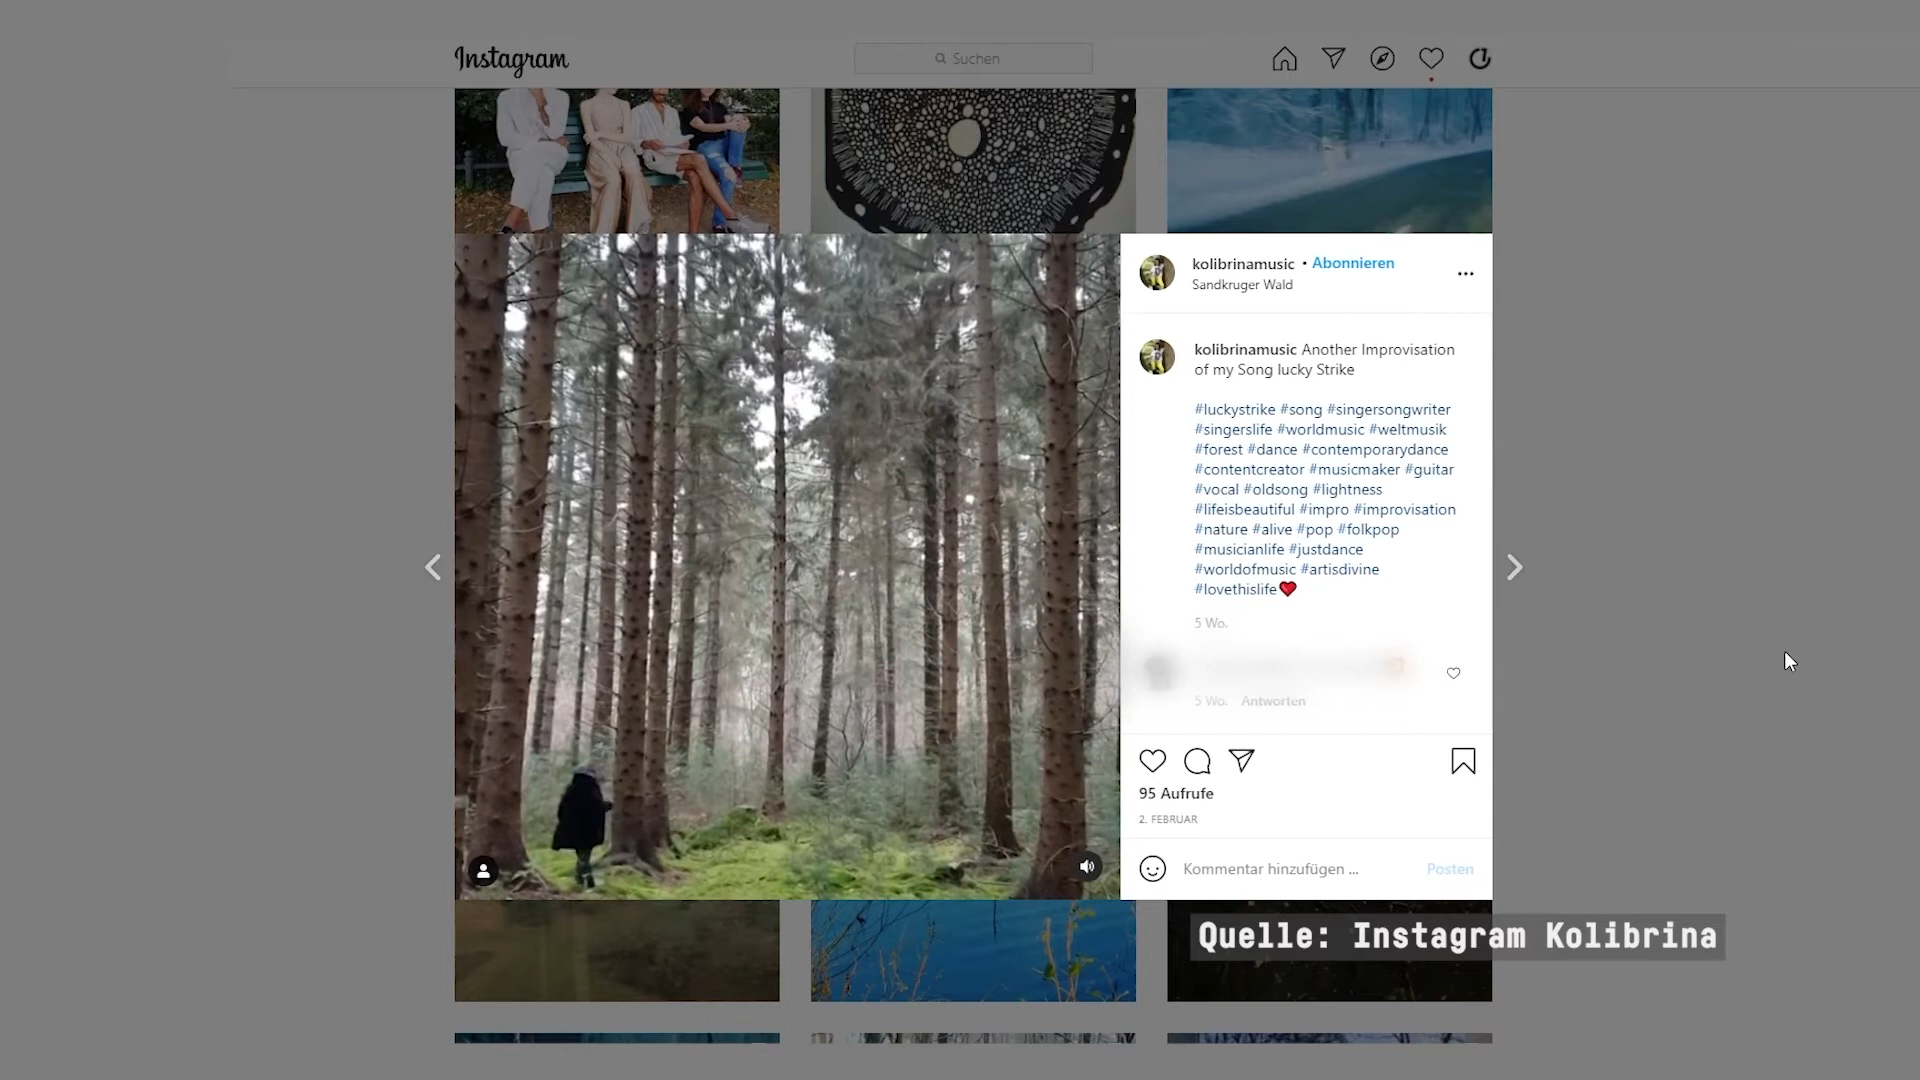 Instagram
Suchen
kolibrinamusic • Abonnieren
Sandkruger Wald
kolibrinamusic Another Improvisation
of my Song lucky Strike
#luckystrike #song #singersongwriter
#singerslife #worldmusic #weltmusik
#forest #dance #contemporarydance
#contentcreator #musicmaker #guitar
#vocal #oldsong #lightness
#lifeisbeautiful #impro #improvisation
#nature #alive #pop #folkpop
#musicianlife #justdance
#worldofmusic #artisdivine
#lovethislife❤️
5 Wo.
5 Wo. Antworten
95 Aufrufe
2. FEBRUAR
Kommentar hinzufügen ... Posten
Quelle: Instagram Kolibrina